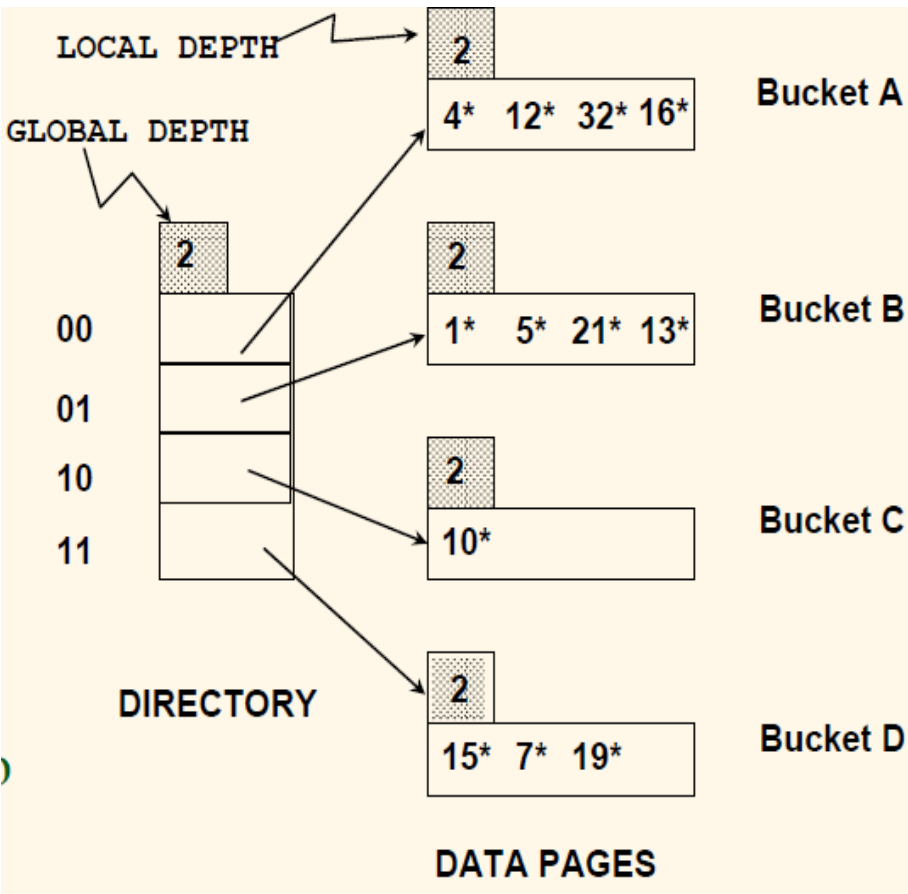 LOCAL DEPTH
2
4* 12* 32* 16*
Bucket A
GLOBAL DEPTH
2
2
1* 5* 21* 13*
Bucket B
00
01
10
11
2
10*
Bucket C
DIRECTORY
2
15* 7* 19*
Bucket D
)
DATA PAGES